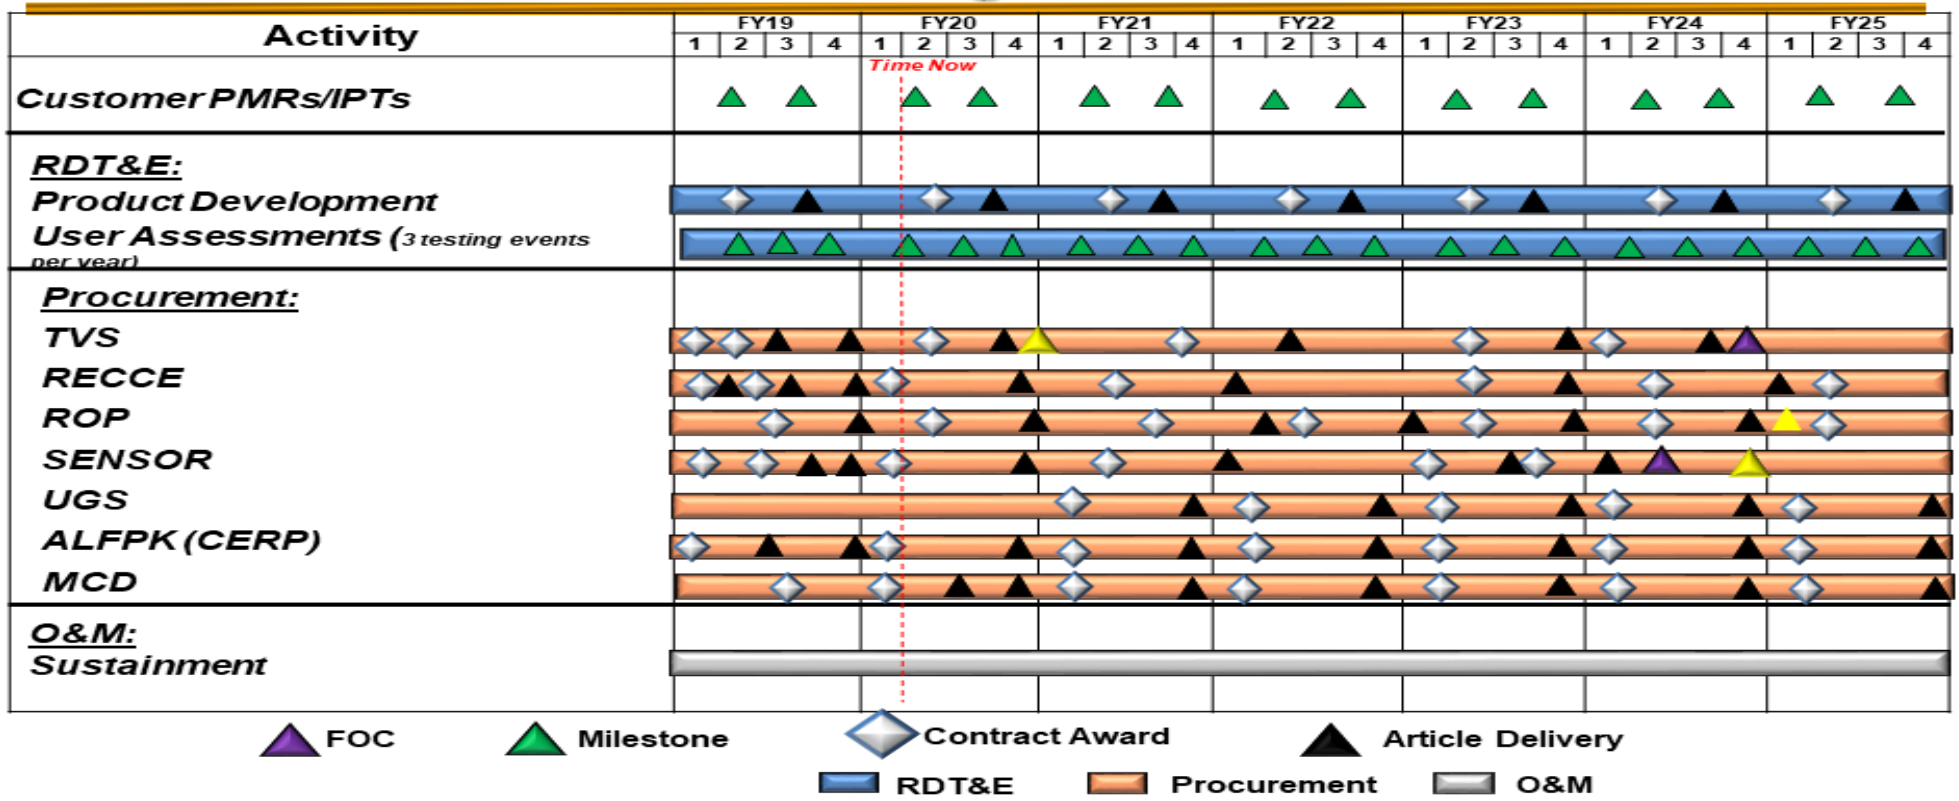 FY19 FY20 FY21 FY22 FY23 FY24 FY25
Activity
1 2 3 4 1 2 3 4 1 2 3 4 1 2 3 4 1 2 3 4 1 2 3 4 1 2 3 4
Time Now
Customer PMRs/IPTs
RDT&E:
Product Development
User Assessments (3 testing events
per year)
Procurement:
TVS
RECCE
ROP
SENSOR
UGS
ALFPK (CERP)
MCD
O&M:
Sustainment
FOC Milestone Contract Award Article Delivery
RDT&E Procurement O&M